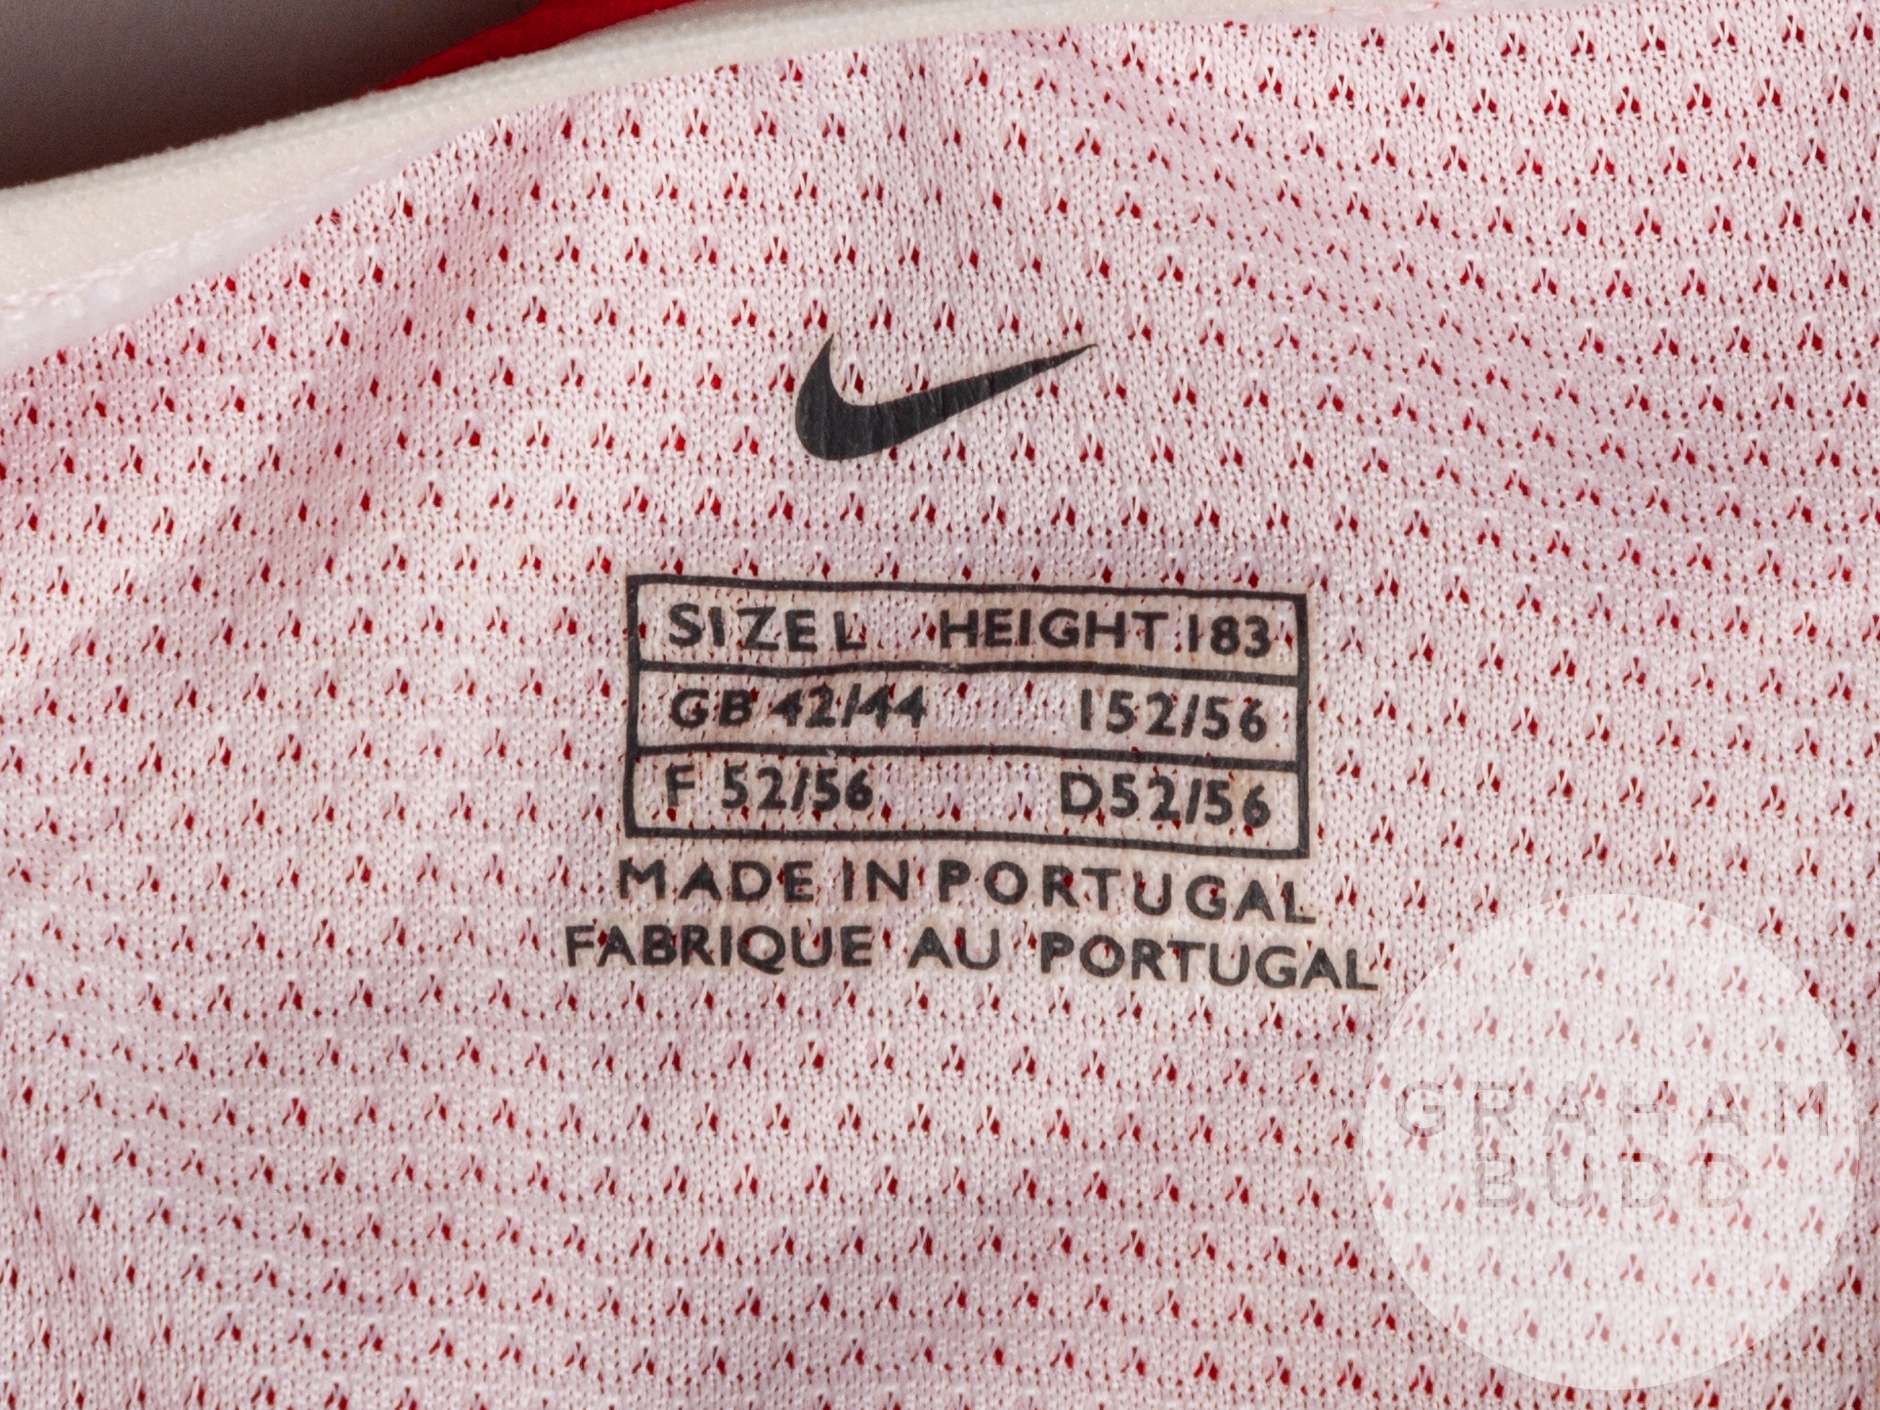 SIZE L HEIGHT 183
GB 42/44 I52/56
F 52/56 D52/56
MADE IN PORTUGAL
FABRIQUE AU PORTUGAL
GRAHAM
BUDD